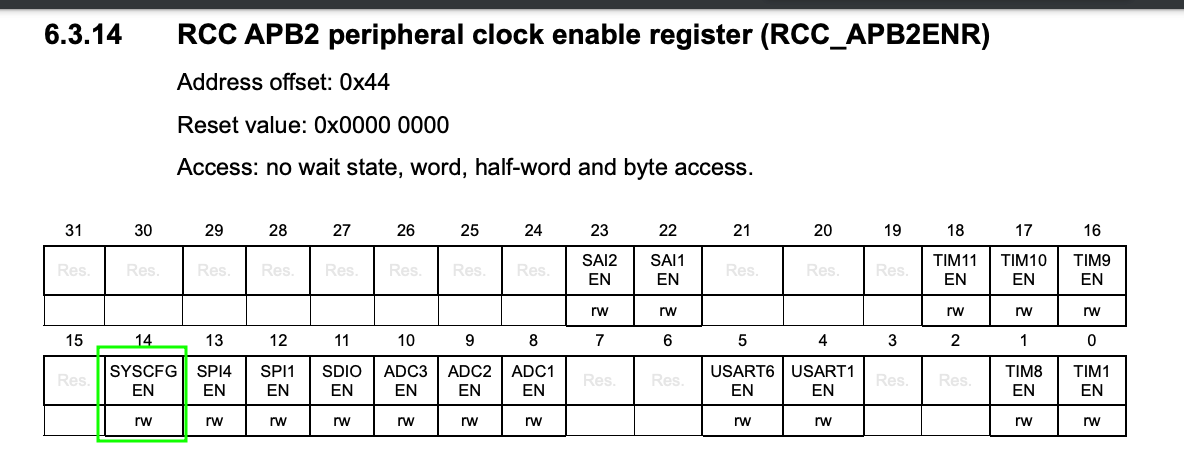 6.3.14 RCC APB2 peripheral clock enable register (RCC_APB2ENR)
Address offset: 0x44
Reset value: 0x0000 0000
Access: no wait state, word, half-word and byte access.
31 30 29 28 27 26 25 24 23 22 21 20 19 18 17 16
Res. Res. Res. Res. Res. Res. Res. Res. SAI2 EN SAI1 EN Res. Res. Res. TIM11 EN TIM10 EN TIM9 EN
rw rw rw rw rw
15 14 13 12 11 10 9 8 7 6 5 4 3 2 1 0
Res. SYSCFG EN SPI4 EN SPI1 EN SDIO EN ADC3 EN ADC2 EN ADC1 EN Res. Res. USART6 EN USART1 EN Res. Res. TIM8 EN TIM1 EN
rw rw rw rw rw rw rw rw rw rw rw